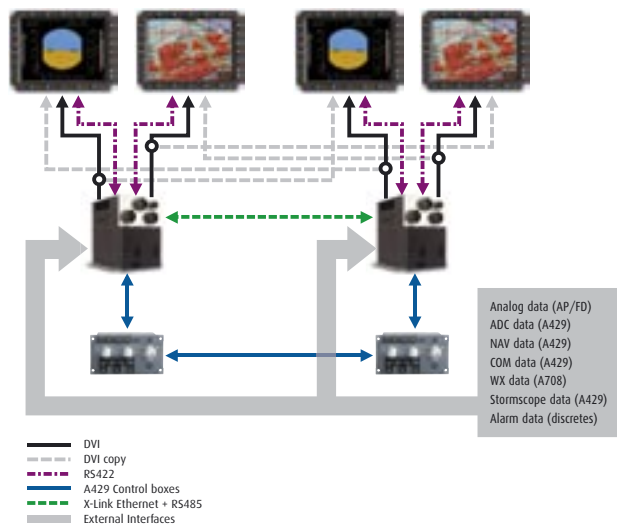 Analog data (AP/FD)
ADC data (A429)
NAV data (A429)
COM data (A429)
WX data (A708)
Stormscope data (A429)
Alarm data (discretes)
DVI
DVI copy
RS422
A429 Control boxes
X-Link Ethernet + RS485
External Interfaces